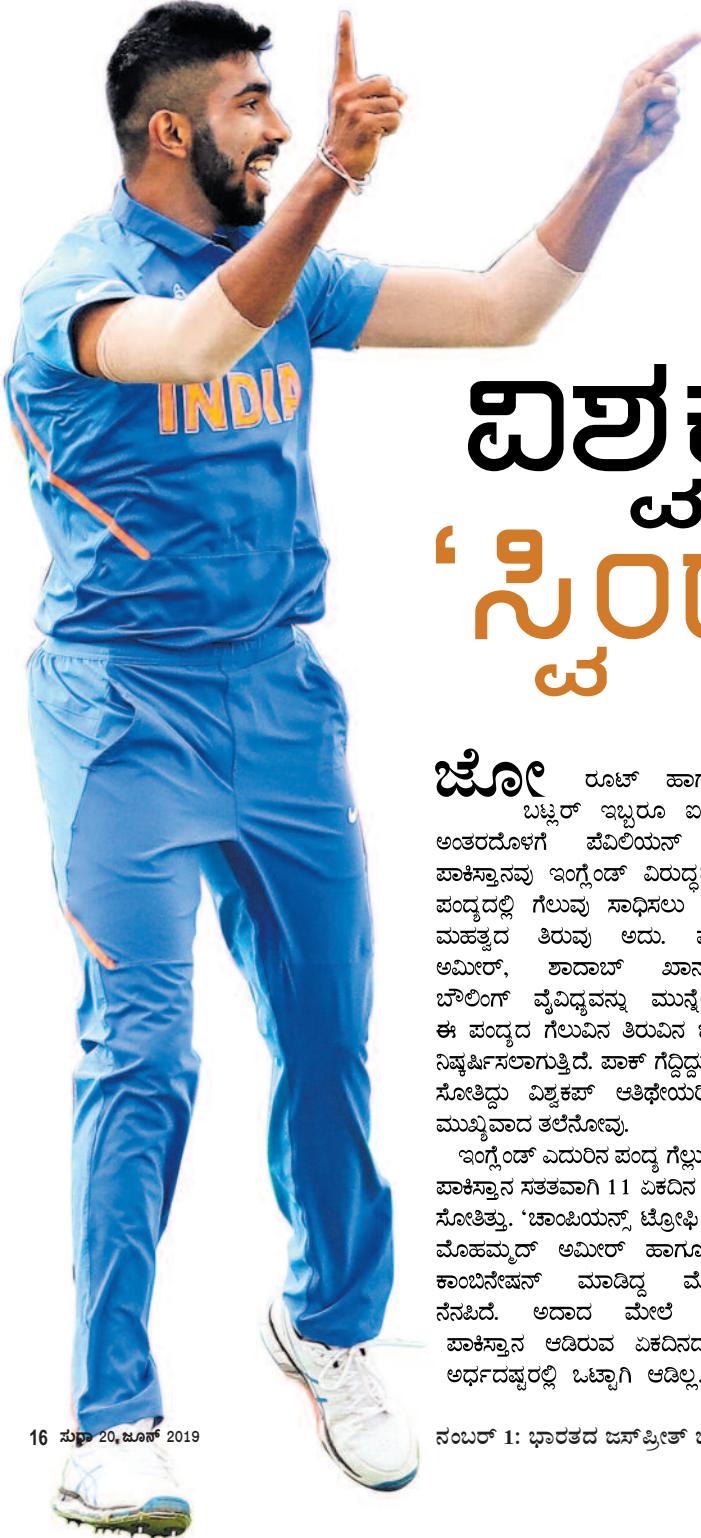 INDIA
ವಿಶ್ವ
‘ಸ್ವಿಂ
ಜೋ ರೂಟ್ ಹಾಗ
ಬಟ್ಲರ್ ಇಬ್ಬರೂ ಐ
ಅಂತರದೊಳಗೆ ಪೆವಿಲಿಯನ್
ಪಾಕಿಸ್ತಾನವು ಇಂಗ್ಲೆಂಡ್ ವಿರುದ್ಧ
ಪಂದ್ಯದಲ್ಲಿ ಗೆಲುವು ಸಾಧಿಸಲು
ಮಹತ್ವದ ತಿರುವು ಅದು.
ಅಮೀರ್, ಶಾದಾಬ್ ಖಾನ
ಬೌಲಿಂಗ್ ವೈವಿಧ್ಯವನ್ನು ಮುನ್ನೆ
ಈ ಪಂದ್ಯದ ಗೆಲುವಿನ ತಿರುವಿನ
ನಿಷ್ಕರ್ಷಿಸಲಾಗುತ್ತಿದೆ. ಪಾಕ್ ಗೆದ್ದಿದ್ದು
ಸೋತಿದ್ದು ವಿಶ್ವಕಪ್ ಆತಿಥೇಯರಿ
ಮುಖ್ಯವಾದ ತಲೆನೋವು.
ಇಂಗ್ಲೆಂಡ್ ಎದುರಿನ ಪಂದ್ಯ ಗೆಲ್ಲು
ಪಾಕಿಸ್ತಾನ ಸತತವಾಗಿ 11 ಏಕದಿನ
ಸೋತಿತ್ತು. ‘ಚಾಂಪಿಯನ್ಸ್ ಟ್ರೋಫಿ
ಮೊಹಮ್ಮದ್ ಅಮೀರ್ ಹಾಗೂ
ಕಾಂಬಿನೇಷನ್ ಮಾಡಿದ್ದ ಮೆ
ನೆನಪಿದೆ. ಅದಾದ ಮೇಲೆ
ಪಾಕಿಸ್ತಾನ ಆಡಿರುವ ಏಕದಿನದ
ಅರ್ಧದಷ್ಟರಲ್ಲಿ ಒಟ್ಟಾಗಿ ಆಡಿಲ್ಲ.
16 ಸುಧಾ 20, ಜೂನ್ 2019
ನಂಬರ್ 1: ಭಾರತದ ಜಸ್‌ಪ್ರೀತ್